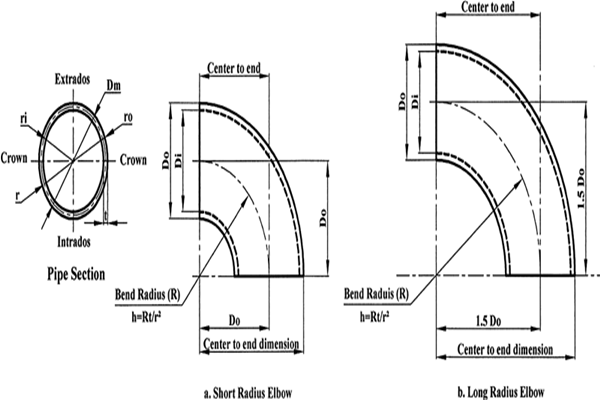 Extrados
Dm
ri
ro
Crown
Crown
r
t
Intrados
Pipe Section
Center to end
Do
Di
Do
Bend Radius (R)
h=Rt/r²
Do
Center to end dimension
a. Short Radius Elbow
Center to end
Do
Di
1.5 Do
Bend Raduis (R)
h=Rt/r²
1.5 Do
Center to end dimension
b. Long Radius Elbow